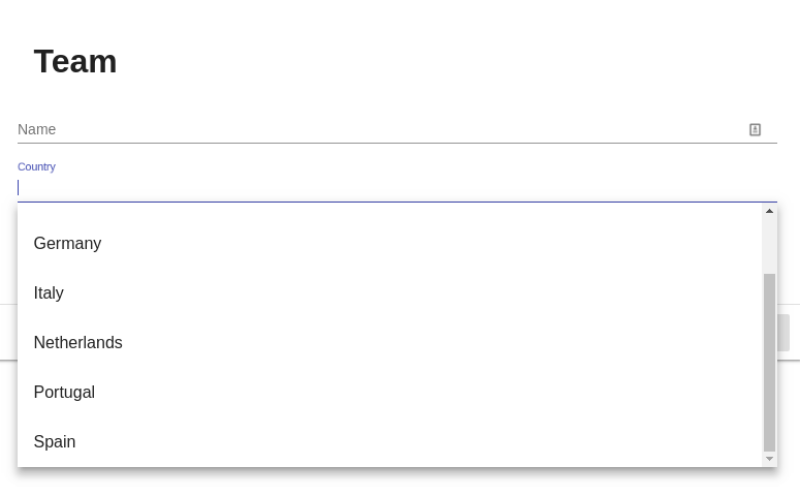 Team
Name
Country
Germany
Italy
Netherlands
Portugal
Spain